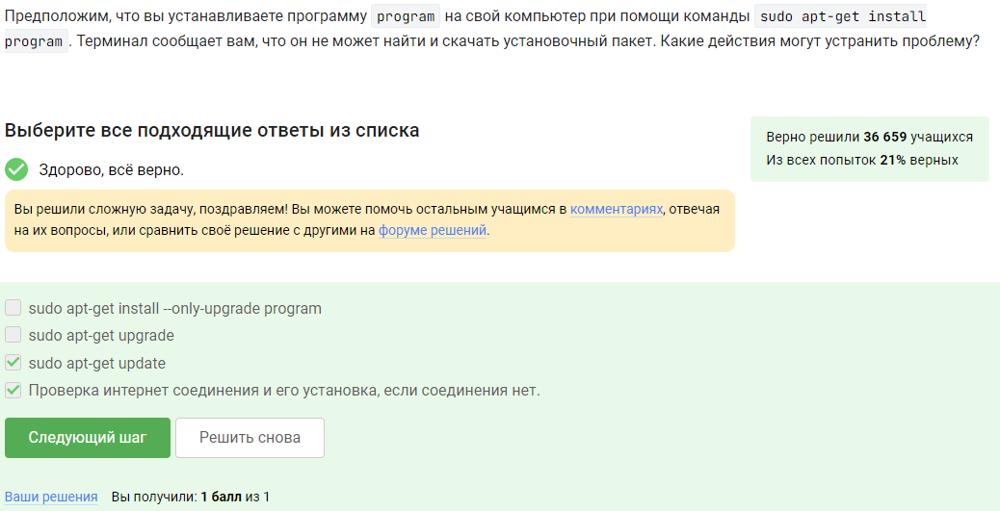 Предположим, что вы устанавливаете программу program на свой компьютер при помощи команды sudo apt-get install
program. Терминал сообщает вам, что он не может найти и скачать установочный пакет. Какие действия могут устранить проблему?
Выберите все подходящие ответы из списка
Верно решили 36 659 учащихся
Из всех попыток 21% верных
Здорово, всё верно.
Вы решили сложную задачу, поздравляем! Вы можете помочь остальным учащимся в комментариях, отвечая
на их вопросы, или сравнить своё решение с другими на форуме решений.
sudo apt-get install --only-upgrade program
sudo apt-get upgrade
sudo apt-get update
Проверка интернет соединения и его установка, если соединения нет.
Следующий шаг
Решить снова
Ваши решения Вы получили: 1 балл из 1